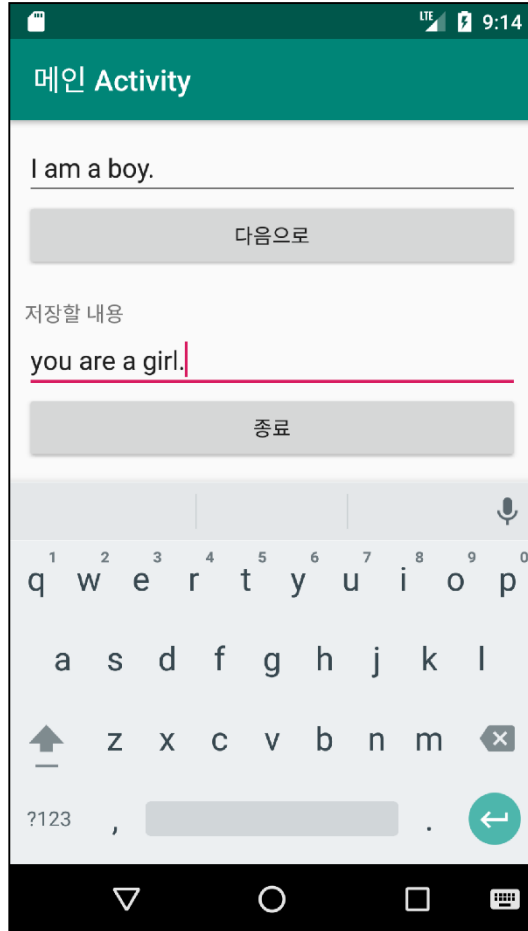 LTE 9:14
메인 Activity
I am a boy.
다음으로
저장할 내용
you are a girl.
종료
1 2 3 4 5 6 7 8 9 0
q w e r t y u i o p
a s d f g h j k l
z x c v b n m
?123 , .